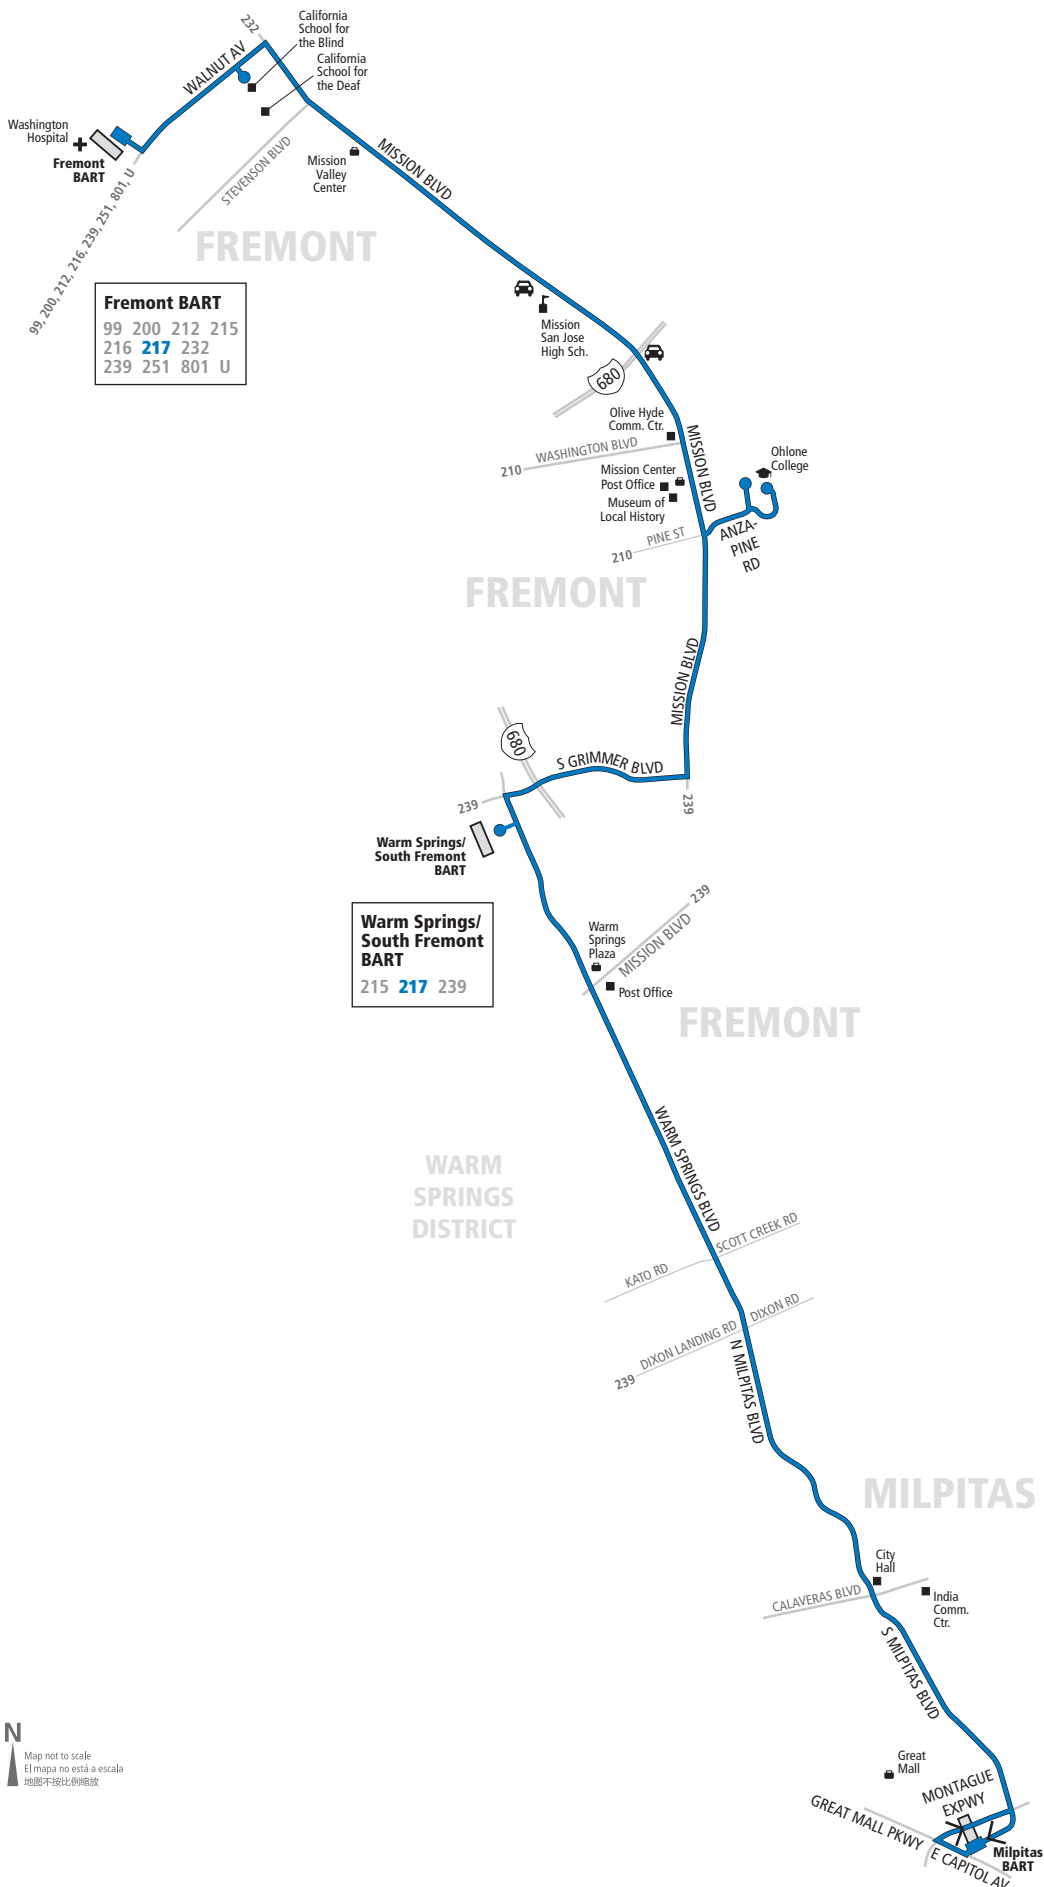 232
California
School for
the Blind
California
School for
the Deaf
WALNUT AV
Washington
Hospital
Fremont
BART
99, 200, 212, 216, 239, 251, 801, U
STEVENSON BLVD
Mission
Valley
Center
MISSION BLVD
FREMONT
Fremont BART
99 200 212 215
216 217 232
239 251 801 U
Mission
San Jose
High Sch.
680
Olive Hyde
Comm. Ctr.
WASHINGTON BLVD
210
MISSION BLVD
Mission Center
Post Office
Museum of
Local History
Ohlone
College
ANZA-
PINE
RD
PINE ST
210
FREMONT
MISSION BLVD
680
S GRIMMER BLVD
239
239
Warm Springs/
South Fremont
BART
Warm Springs/
South Fremont
BART
215 217 239
239
MISSION BLVD
Warm
Springs
Plaza
Post Office
FREMONT
WARM SPRINGS BLVD
WARM
SPRINGS
DISTRICT
SCOTT CREEK RD
KATO RD
DIXON RD
DIXON LANDING RD
239
N MILPITAS BLVD
MILPITAS
City
Hall
CALAVERAS BLVD
India
Comm.
Ctr.
S MILPITAS BLVD
N
Map not to scale
El mapa no está a escala
地图不按比例缩放
Great
Mall
MONTAGUE
EXPWY
GREAT MALL PKWY
E CAPITOL AV
Milpitas
BART